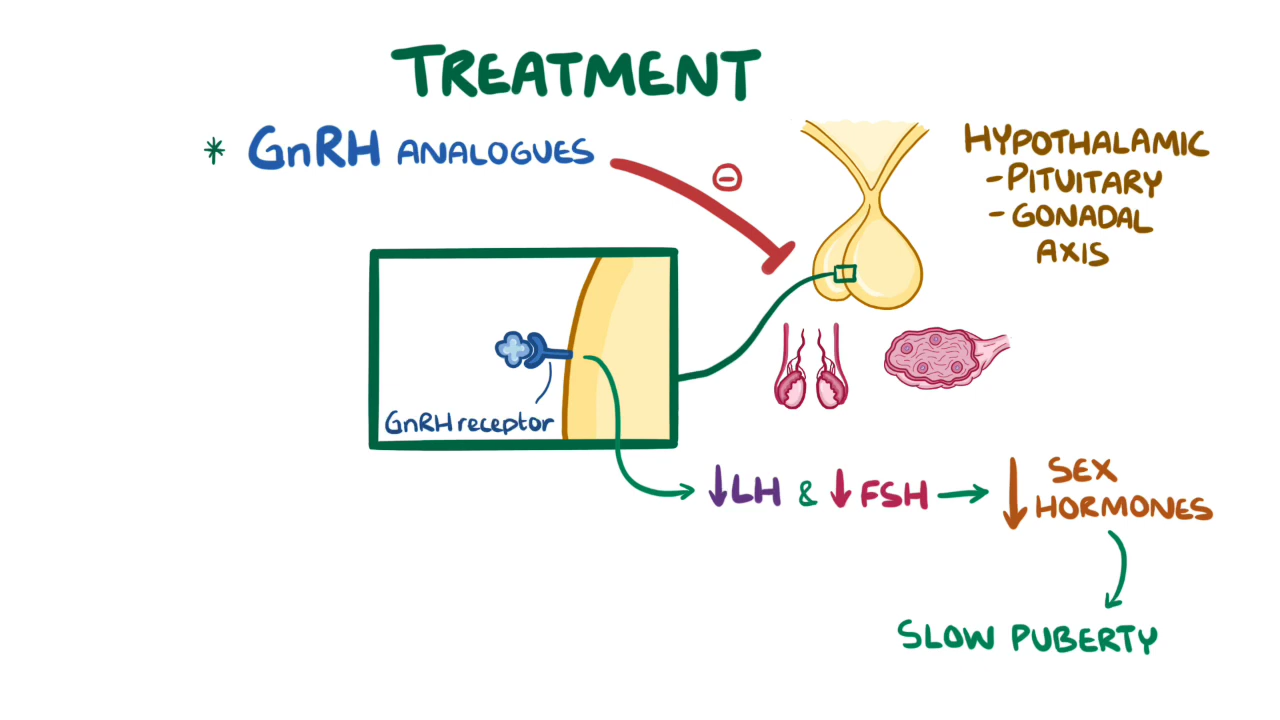 TREATMENT
* GnRH ANALOGUES
HYPOTHALAMIC
-PITUITARY
-GONADAL
AXIS
GnRH receptor
↓LH & ↓FSH → ↓ SEX
HORMONES
SLOW PUBERTY